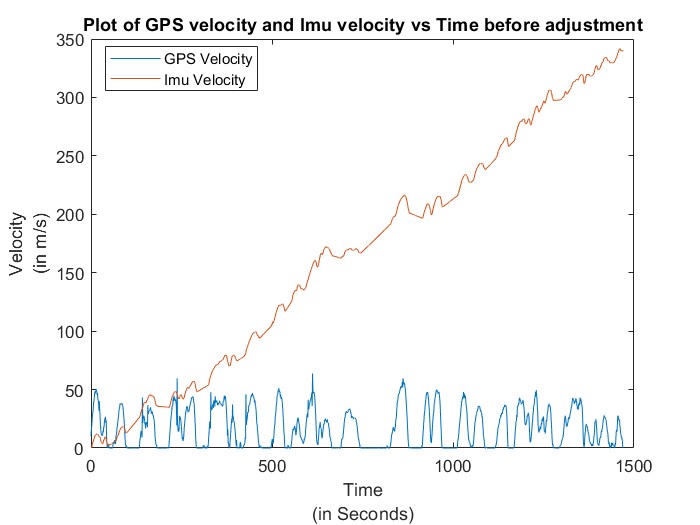 Plot of GPS velocity and Imu velocity vs Time before adjustment
350
GPS Velocity
Imu Velocity
300
250
200
Velocity
(in m/s)
150
100
50
0
0
500
1000
1500
Time
(in Seconds)